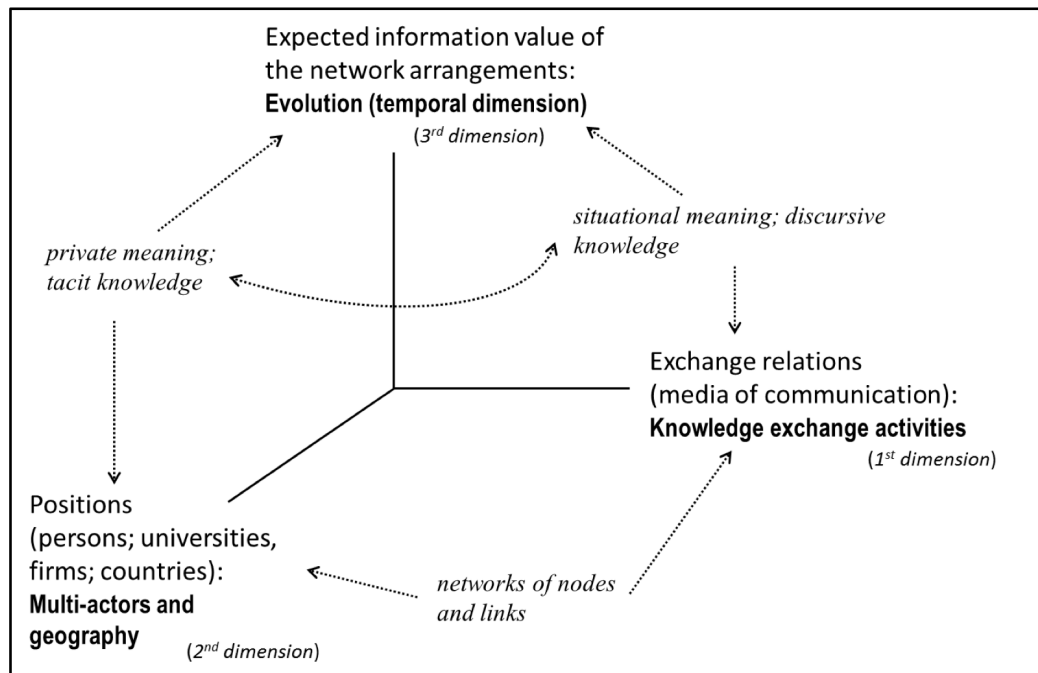 Expected information value of
the network arrangements:
Evolution (temporal dimension)
(3rd dimension)
situational meaning; discursive
knowledge
private meaning;
tacit knowledge
Exchange relations
(media of communication):
Knowledge exchange activities
(1st dimension)
Positions
(persons; universities,
firms; countries):
Multi-actors and
geography
(2nd dimension)
networks of nodes
and links